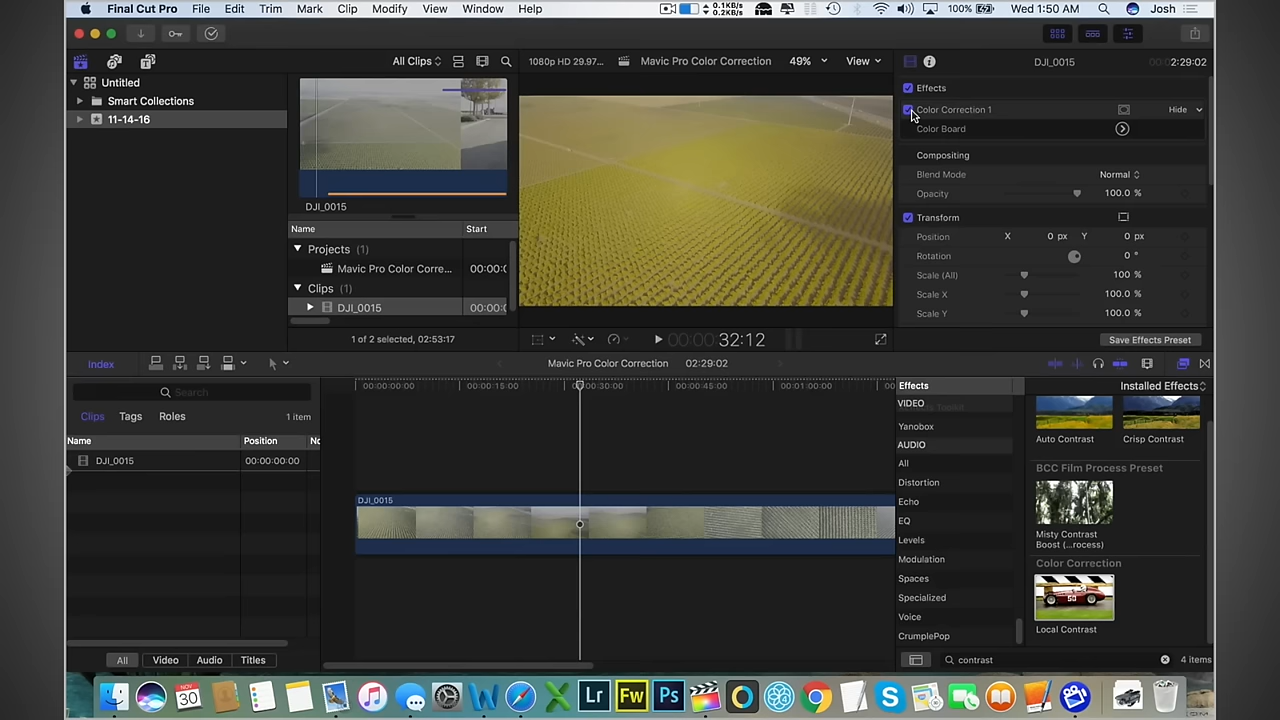 Final Cut Pro File Edit Trim Mark Clip Modify View Window Help 0.1KB/s 0.2KB/s 100% Wed 1:50 AM Josh
All Clips 1080p HD 29.97... Mavic Pro Color Correction 49% View DJI_0015 2:29:02
Untitled
Smart Collections
11-14-16
DJI_0015
Name Start
Projects (1)
Mavic Pro Color Corre... 00:00:0
Clips (1)
DJI_0015 00:00:0
1 of 2 selected, 02:53:17
00:00 32:12
Effects
Color Correction 1 Hide
Color Board
Compositing
Blend Mode Normal
Opacity 100.0 %
Transform
Position X 0 px Y 0 px
Rotation 0 °
Scale (All) 100 %
Scale X 100.0 %
Scale Y 100.0 %
Save Effects Preset
Index Mavic Pro Color Correction 02:29:02
Search
Clips Tags Roles 1 item
Name Position
DJI_0015 00:00:00:00
All Video Audio Titles
00:00:00:00 00:00:15:00 00:00:30:00 00:00:45:00 00:01:00:00
DJI_0015
Effects Installed Effects
VIDEO
Yanobox
AUDIO
All
Distortion
Echo
EQ
Levels
Modulation
Spaces
Specialized
Voice
CrumplePop
Auto Contrast Crisp Contrast
BCC Film Process Preset
Misty Contrast
Boost (...rocess)
Color Correction
50
Local Contrast
contrast 4 items
NOV
30
W X Lr Fw Ps